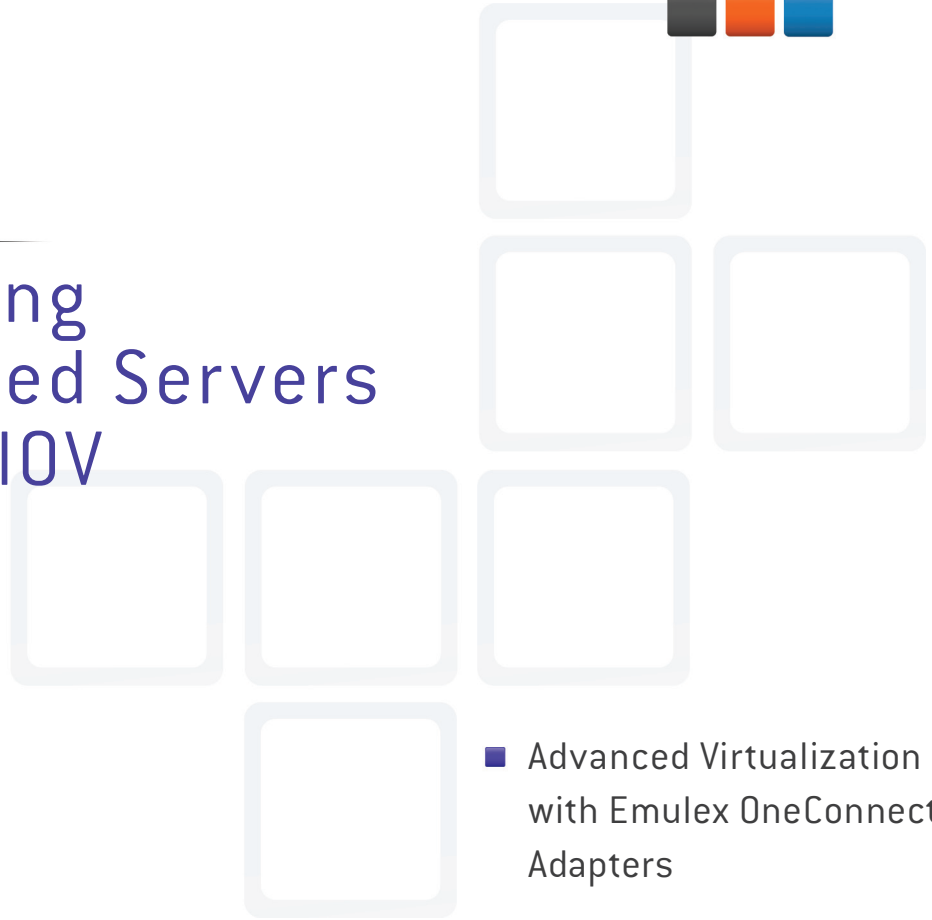 ng
ed Servers
IOV
Advanced Virtualization
with Emulex OneConnect
Adapters